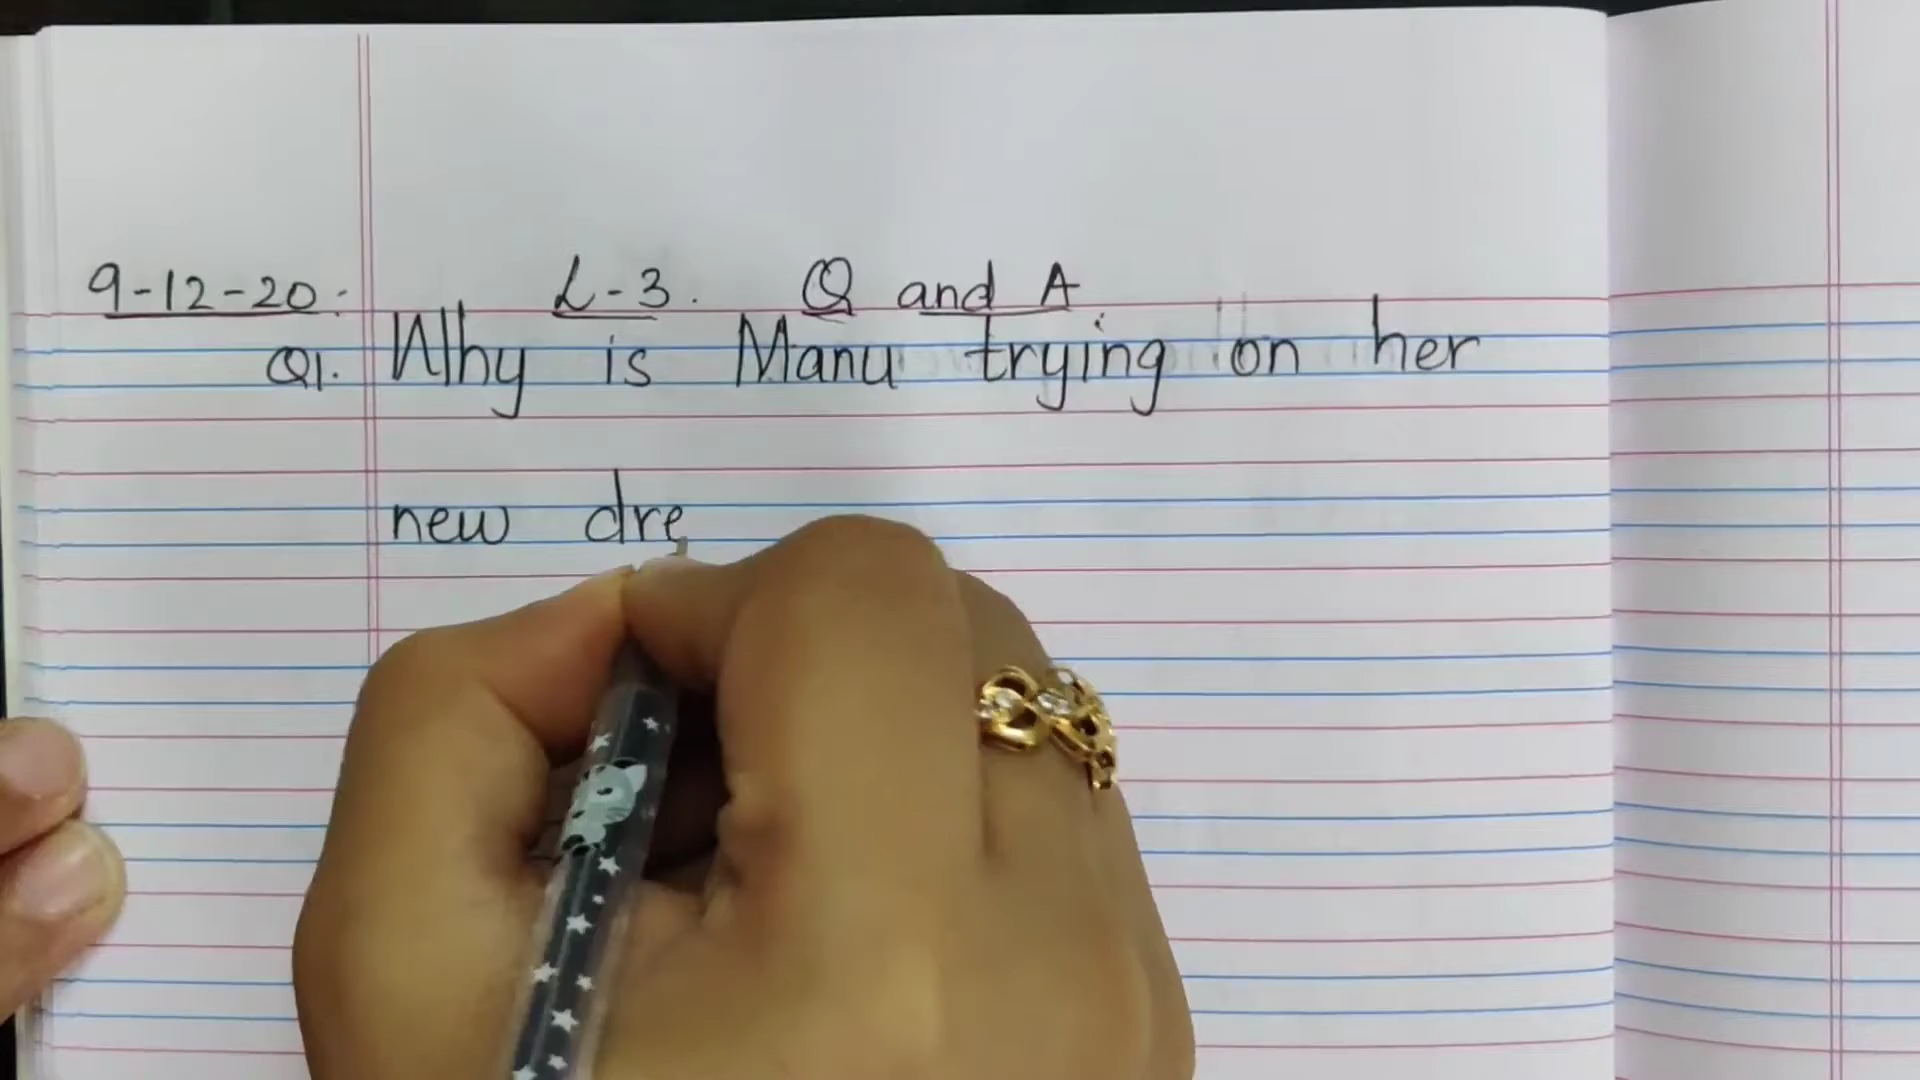 9-12-20. L-3. Q and A
Q1. Why is Manu trying on her
new dre